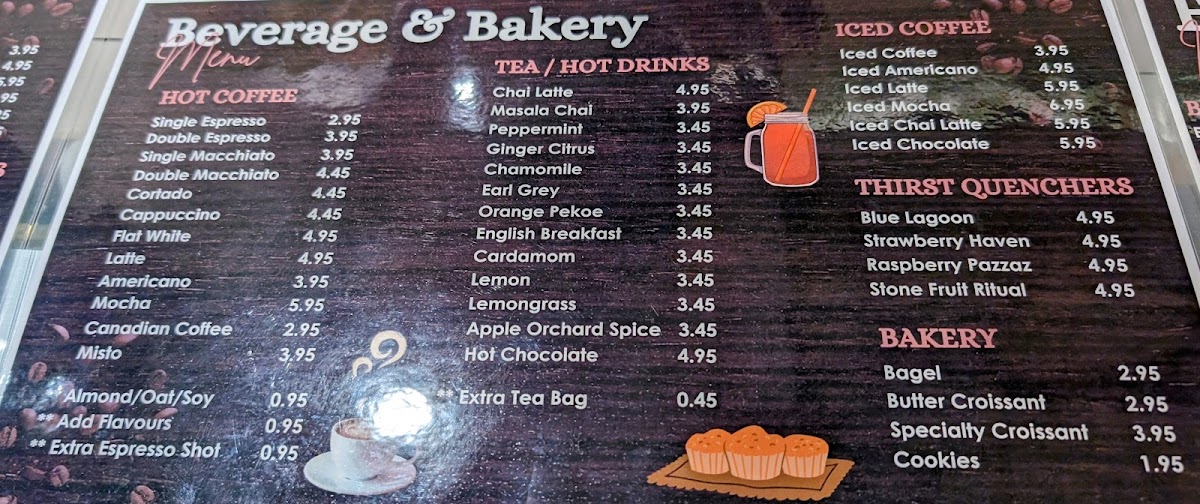 Beverage & Bakery
Menu
HOT COFFEE
Single Espresso 2.95
Double Espresso 3.95
Single Macchiato 3.95
Double Macchiato 4.45
Cortado 4.45
Cappuccino 4.45
Flat White 4.95
Latte 4.95
Americano 3.95
Mocha 5.95
Canadian Coffee 2.95
Misto 3.95
* Almond/Oat/Soy 0.95
** Add Flavours 0.95
** Extra Espresso Shot 0.95
TEA / HOT DRINKS
Chai Latte 4.95
Masala Chai 3.95
Peppermint 3.45
Ginger Citrus 3.45
Chamomile 3.45
Earl Grey 3.45
Orange Pekoe 3.45
English Breakfast 3.45
Cardamom 3.45
Lemon 3.45
Lemongrass 3.45
Apple Orchard Spice 3.45
Hot Chocolate 4.95
** Extra Tea Bag 0.45
ICED COFFEE
Iced Coffee 3.95
Iced Americano 4.95
Iced Latte 5.95
Iced Mocha 6.95
Iced Chai Latte 5.95
Iced Chocolate 5.95
THIRST QUENCHERS
Blue Lagoon 4.95
Strawberry Haven 4.95
Raspberry Pazzaz 4.95
Stone Fruit Ritual 4.95
BAKERY
Bagel 2.95
Butter Croissant 2.95
Specialty Croissant 3.95
Cookies 1.95
3.95
4.95